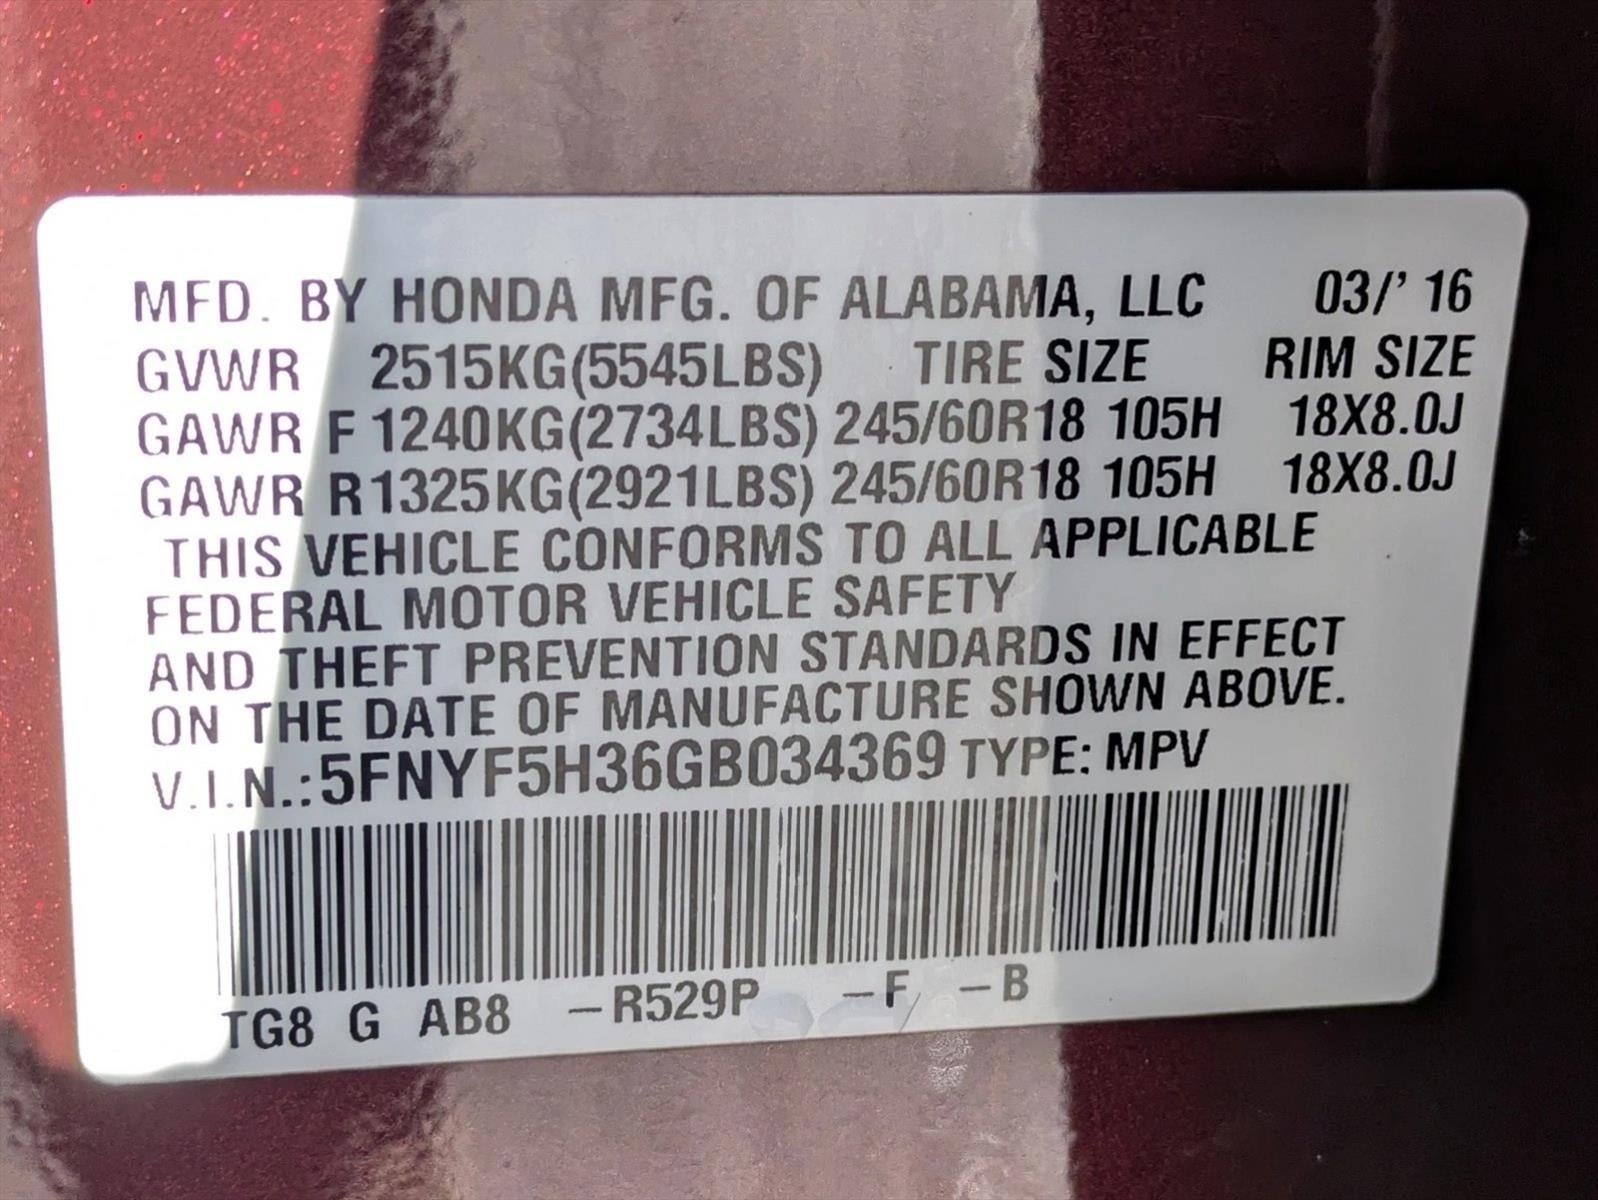 MFD. BY HONDA MFG. OF ALABAMA, LLC 03/' 16
GVWR 2515KG(5545LBS) TIRE SIZE RIM SIZE
GAWR F 1240KG(2734LBS) 245/60R18 105H 18X8.0J
GAWR R 1325KG(2921LBS) 245/60R18 105H 18X8.0J
THIS VEHICLE CONFORMS TO ALL APPLICABLE
FEDERAL MOTOR VEHICLE SAFETY
AND THEFT PREVENTION STANDARDS IN EFFECT
ON THE DATE OF MANUFACTURE SHOWN ABOVE.
V.I.N.:5FNYF5H36GB034369 TYPE: MPV
TG8 G AB8 -R529P -F -B